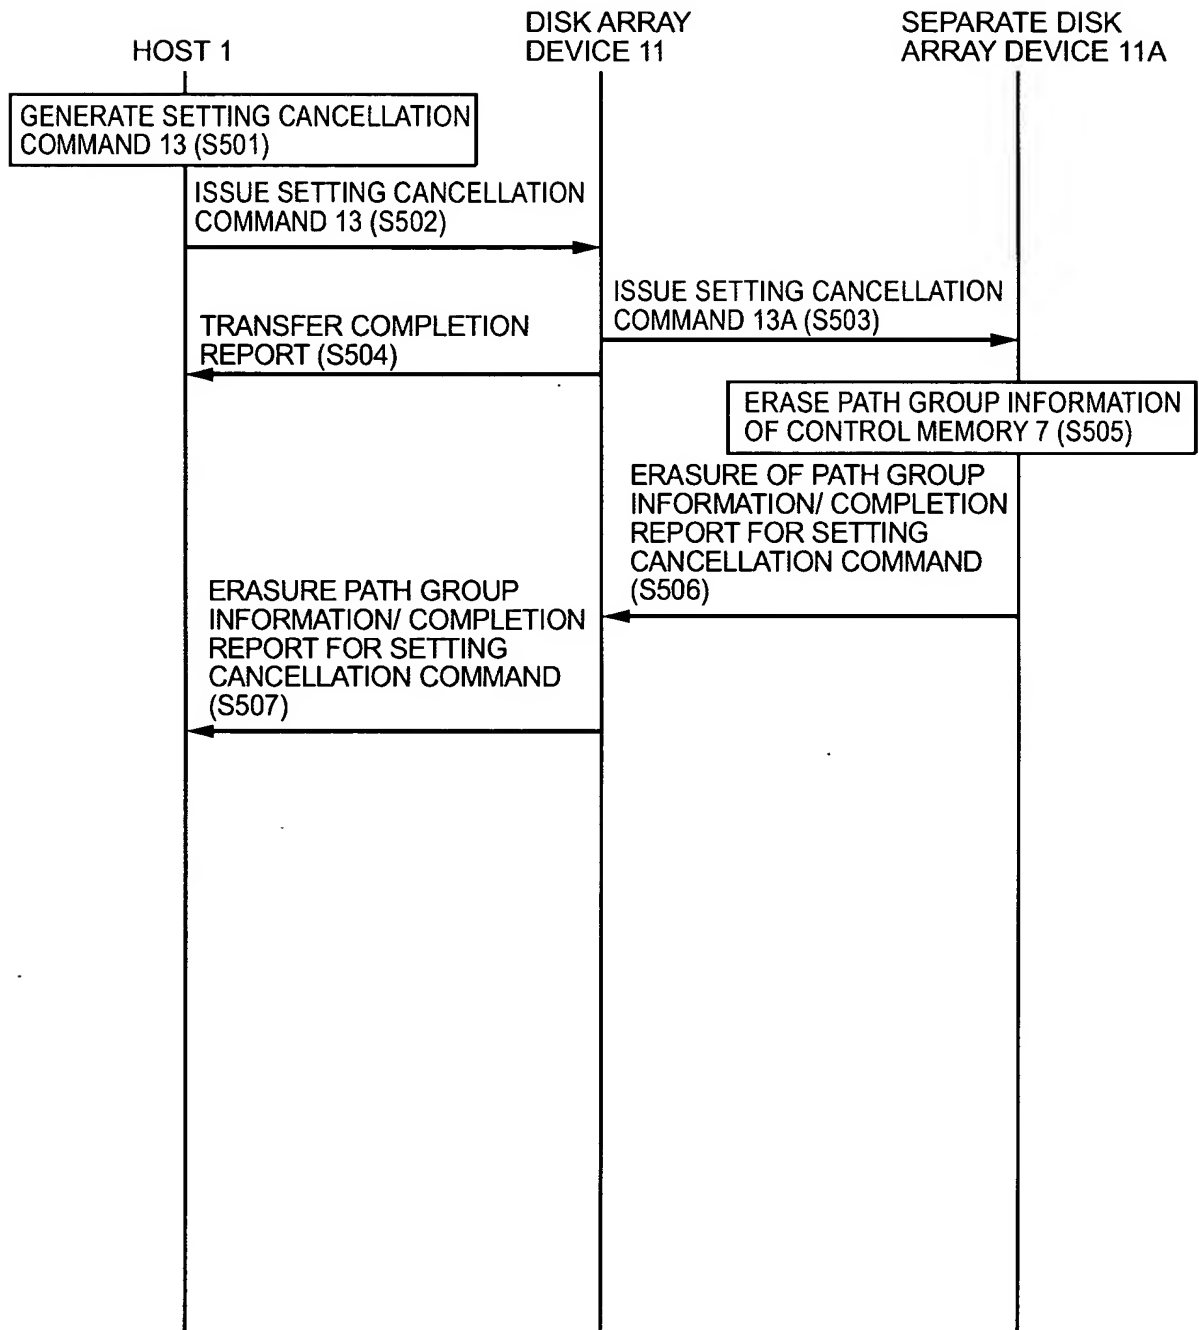 HOST 1
DISK ARRAY
DEVICE 11
SEPARATE DISK
ARRAY DEVICE 11A
GENERATE SETTING CANCELLATION
COMMAND 13 (S501)
ISSUE SETTING CANCELLATION
COMMAND 13 (S502)
ISSUE SETTING CANCELLATION
COMMAND 13A (S503)
TRANSFER COMPLETION
REPORT (S504)
ERASE PATH GROUP INFORMATION
OF CONTROL MEMORY 7 (S505)
ERASURE OF PATH GROUP
INFORMATION/ COMPLETION
REPORT FOR SETTING
CANCELLATION COMMAND
(S506)
ERASURE PATH GROUP
INFORMATION/ COMPLETION
REPORT FOR SETTING
CANCELLATION COMMAND
(S507)